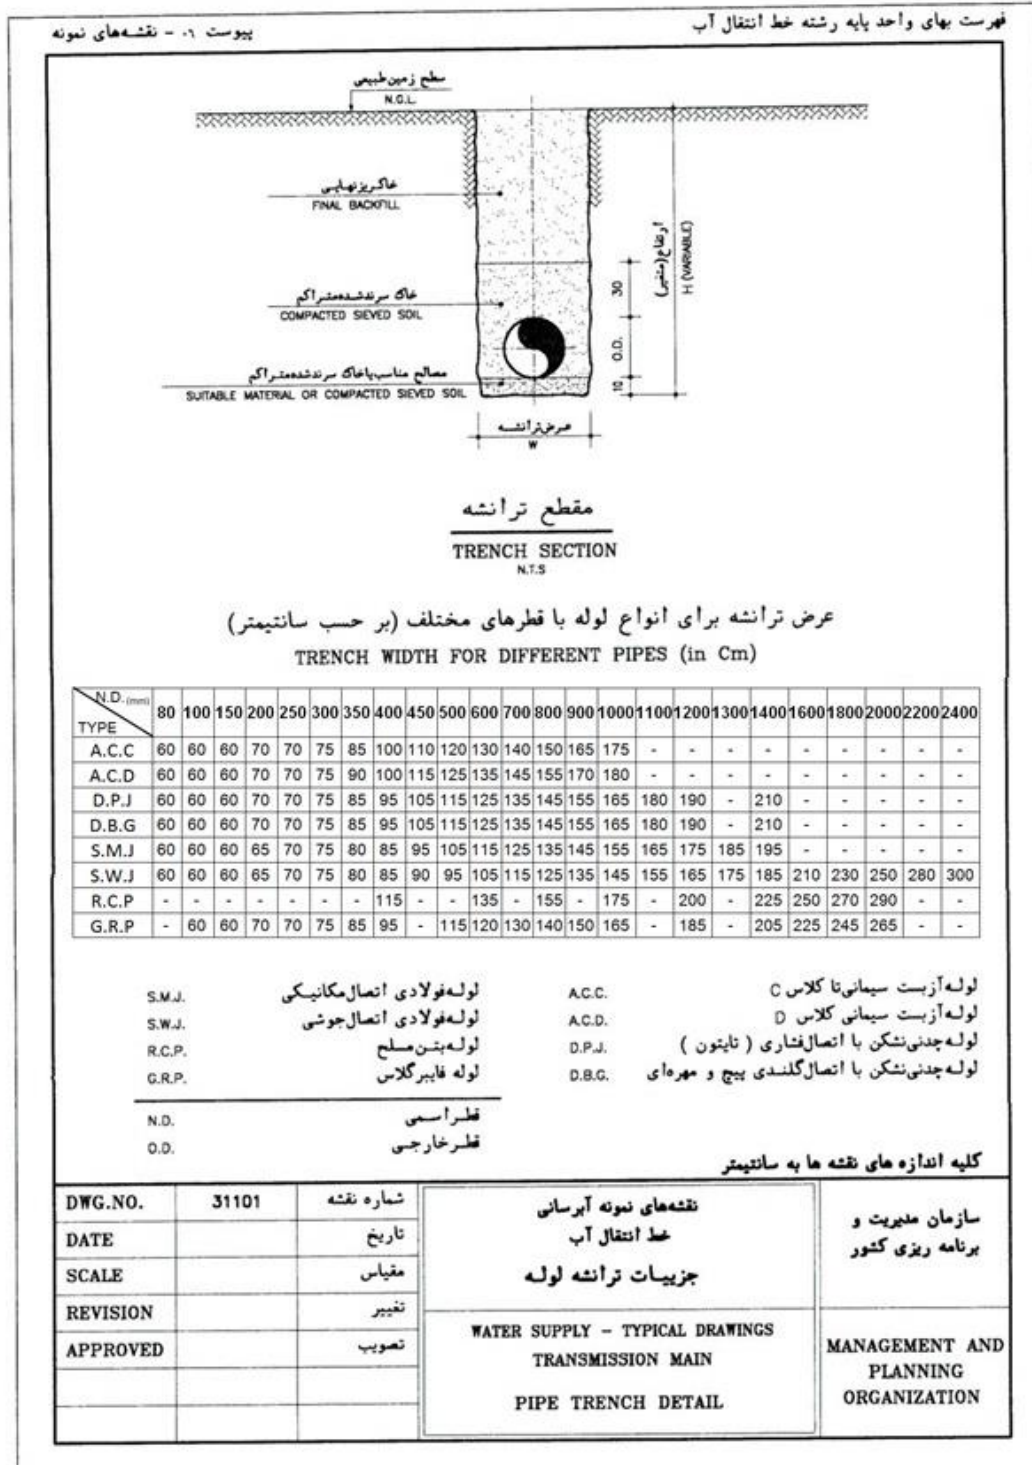 فهرست بهای واحد پایه رشته خط انتقال آب
پیوست ۰۶ - نقشه‌های نمونه
سطح زمین‌طبیعی
N.G.L.
خاکریزنهایی
FINAL BACKFILL
خاک سرندشده‌متراکم
COMPACTED SIEVED SOIL
مصالح مناسب‌یاخاک سرندشده‌متراکم
SUITABLE MATERIAL OR COMPACTED SIEVED SOIL
ارتفاع(متغیر)
H (VARIABLE)
30
O.D.
10
عرض‌ترانشه
W
مقطع ترانشه
TRENCH SECTION
N.T.S
عرض ترانشه برای انواع لوله با قطرهای مختلف (بر حسب سانتیمتر)
TRENCH WIDTH FOR DIFFERENT PIPES (in Cm)
N.D.(mm) TYPE 80 100 150 200 250 300 350 400 450 500 600 700 800 900 1000 1100 1200 1300 1400 1600 1800 2000 2200 2400
A.C.C 60 60 60 70 70 75 85 100 110 120 130 140 150 165 175 - - - - - - - - -
A.C.D 60 60 60 70 70 75 90 100 115 125 135 145 155 170 180 - - - - - - - - -
D.P.J 60 60 60 70 70 75 85 95 105 115 125 135 145 155 165 180 190 - 210 - - - - -
D.B.G 60 60 60 70 70 75 85 95 105 115 125 135 145 155 165 180 190 - 210 - - - - -
S.M.J 60 60 60 65 70 75 80 85 95 105 115 125 135 145 155 165 175 185 195 - - - - -
S.W.J 60 60 60 65 70 75 80 85 90 95 105 115 125 135 145 155 165 175 185 210 230 250 280 300
R.C.P - - - - - - - 115 - - 135 - 155 - 175 - 200 - 225 250 270 290 - -
G.R.P - 60 60 70 70 75 85 95 - 115 120 130 140 150 165 - 185 - 205 225 245 265 - -
لوله‌آزبست سیمانی‌تا کلاس C A.C.C.
لوله‌آزبست سیمانی کلاس D A.C.D.
لوله‌چدنی‌نشکن با اتصال‌فشاری ( تایتون ) D.P.J.
لوله‌چدنی‌نشکن با اتصال‌گلندی پیچ و مهره‌ای D.B.G.
لوله‌فولادی اتصال‌مکانیکی S.M.J.
لوله‌فولادی اتصال‌جوشی S.W.J.
لوله‌بتن‌مسلح R.C.P.
لوله فایبرگلاس G.R.P.
قطراسمی N.D.
قطرخارجی O.D.
کلیه اندازه های نقشه ها به سانتیمتر
DWG.NO. 31101 شماره نقشه
DATE تاریخ
SCALE مقیاس
REVISION تغییر
APPROVED تصویب
نقشه‌های نمونه آبرسانی
خط انتقال آب
جزییات ترانشه لوله
WATER SUPPLY - TYPICAL DRAWINGS
TRANSMISSION MAIN
PIPE TRENCH DETAIL
سازمان مدیریت و
برنامه ریزی کشور
MANAGEMENT AND
PLANNING
ORGANIZATION